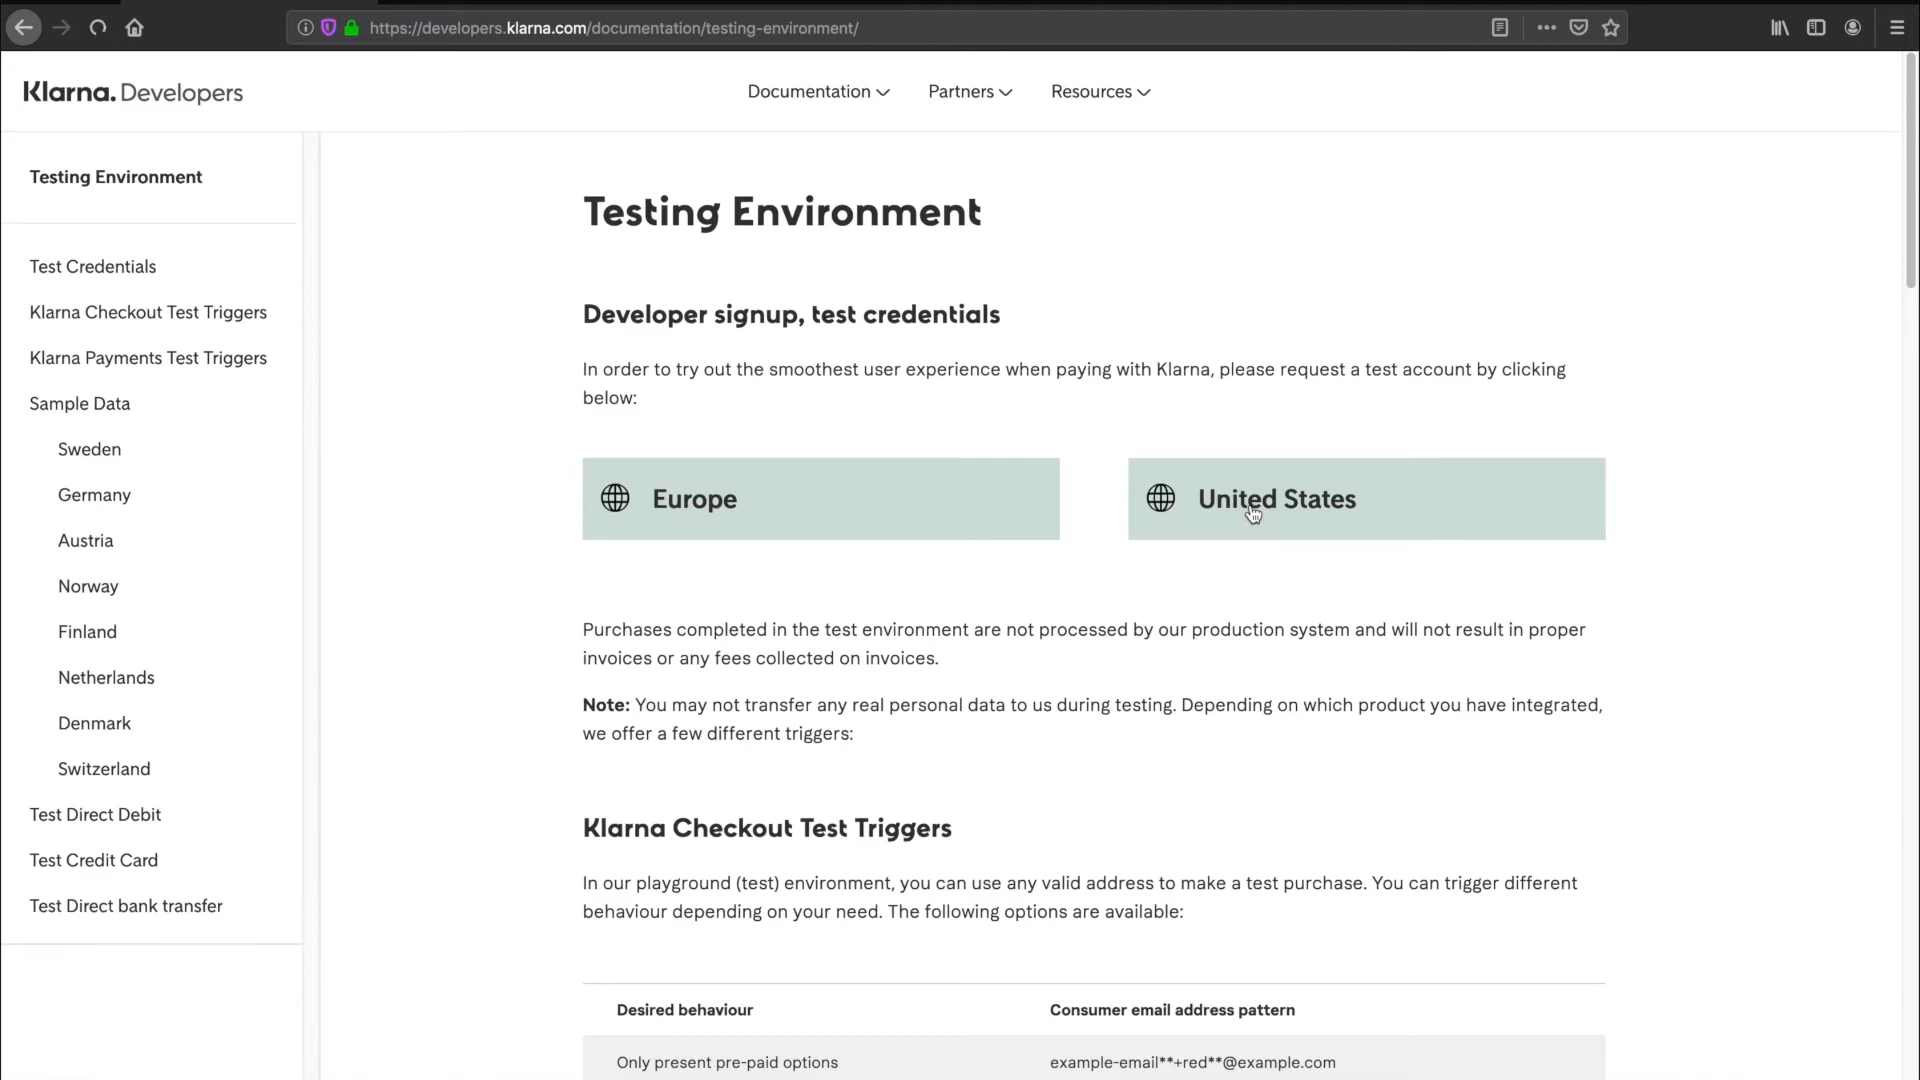 https://developers.klarna.com/documentation/testing-environment/
Klarna. Developers
Documentation
Partners
Resources
Testing Environment
Test Credentials
Klarna Checkout Test Triggers
Klarna Payments Test Triggers
Sample Data
Sweden
Germany
Austria
Norway
Finland
Netherlands
Denmark
Switzerland
Test Direct Debit
Test Credit Card
Test Direct bank transfer
Testing Environment
Developer signup, test credentials
In order to try out the smoothest user experience when paying with Klarna, please request a test account by clicking
below:
Europe
United States
Purchases completed in the test environment are not processed by our production system and will not result in proper
invoices or any fees collected on invoices.
Note: You may not transfer any real personal data to us during testing. Depending on which product you have integrated,
we offer a few different triggers:
Klarna Checkout Test Triggers
In our playground (test) environment, you can use any valid address to make a test purchase. You can trigger different
behaviour depending on your need. The following options are available:
Desired behaviour
Consumer email address pattern
Only present pre-paid options
example-email**+red**@example.com